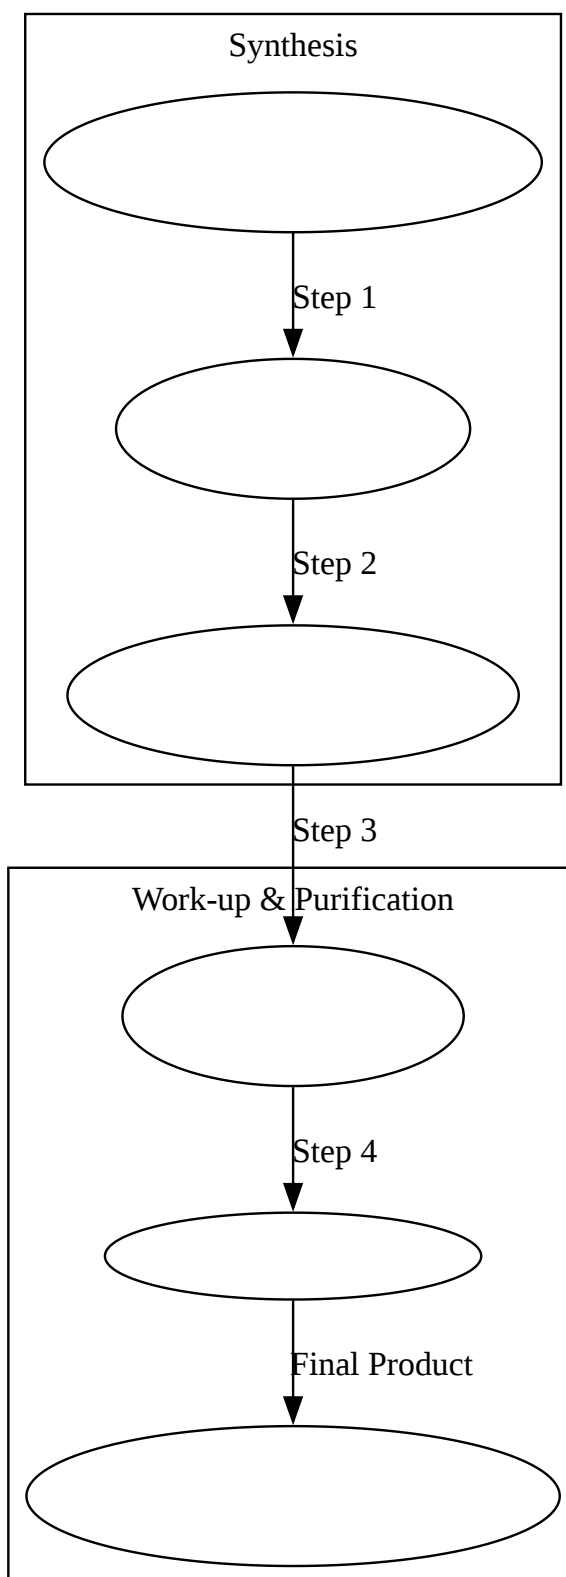 Synthesis
Step 1
Step 2
Step 3
Work-up & Purification
Step 4
Final Product